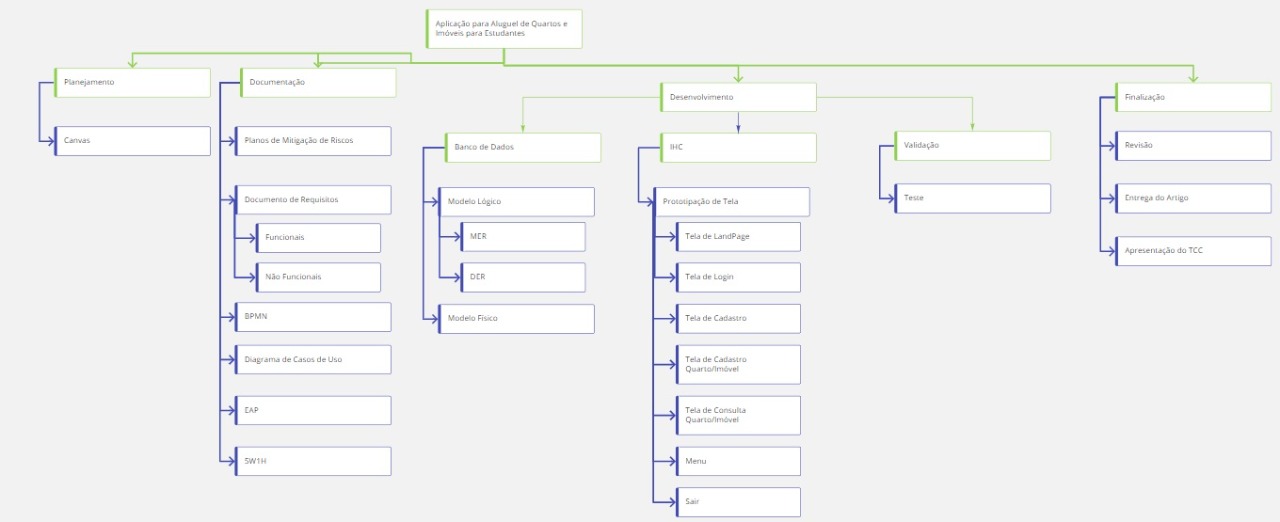 Aplicação para Aluguel de Quartos e
Imóveis para Estudantes
Planejamento
Canvas
Documentação
Planos de Mitigação de Riscos
Documento de Requisitos
Funcionais
Não Funcionais
BPMN
Diagrama de Casos de Uso
EAP
5W1H
Desenvolvimento
Banco de Dados
Modelo Lógico
MER
DER
Modelo Físico
IHC
Prototipação de Tela
Tela de LandPage
Tela de Login
Tela de Cadastro
Tela de Cadastro
Quarto/Imóvel
Tela de Consulta
Quarto/Imóvel
Menu
Sair
Validação
Teste
Finalização
Revisão
Entrega do Artigo
Apresentação do TCC